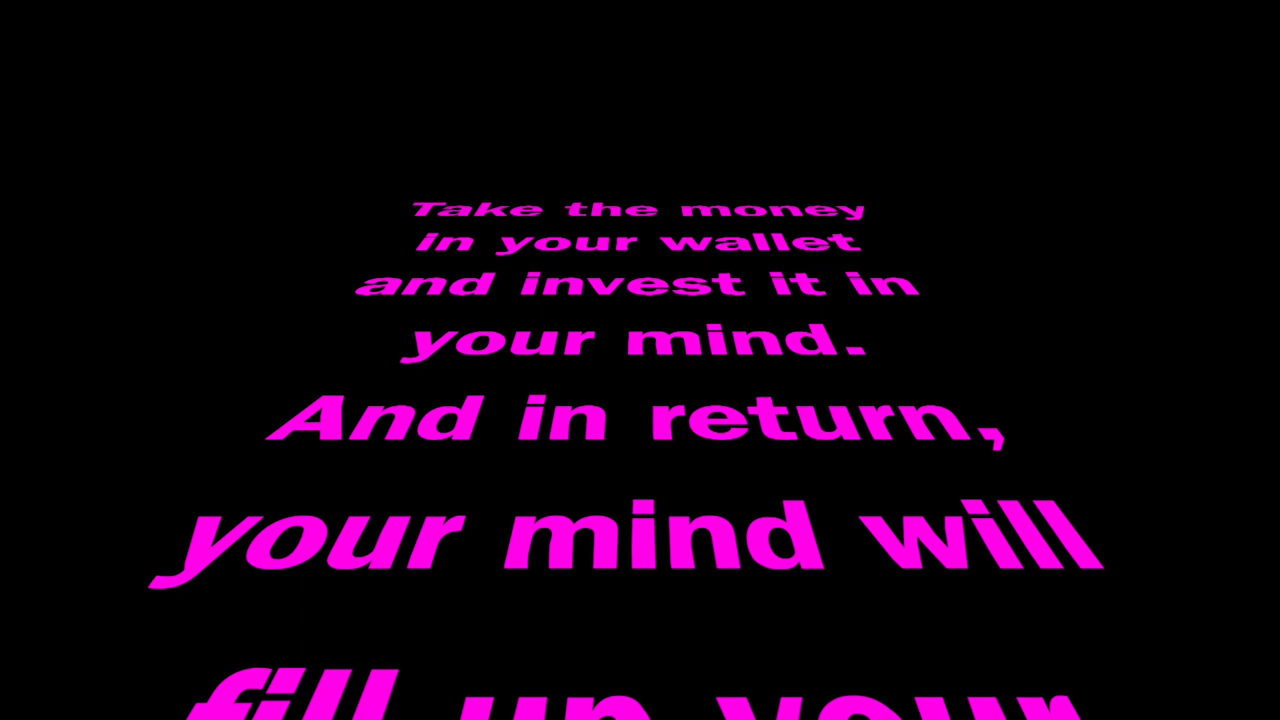 Take the money
in your wallet
and invest it in
your mind.
And in return,
your mind will
fill up your